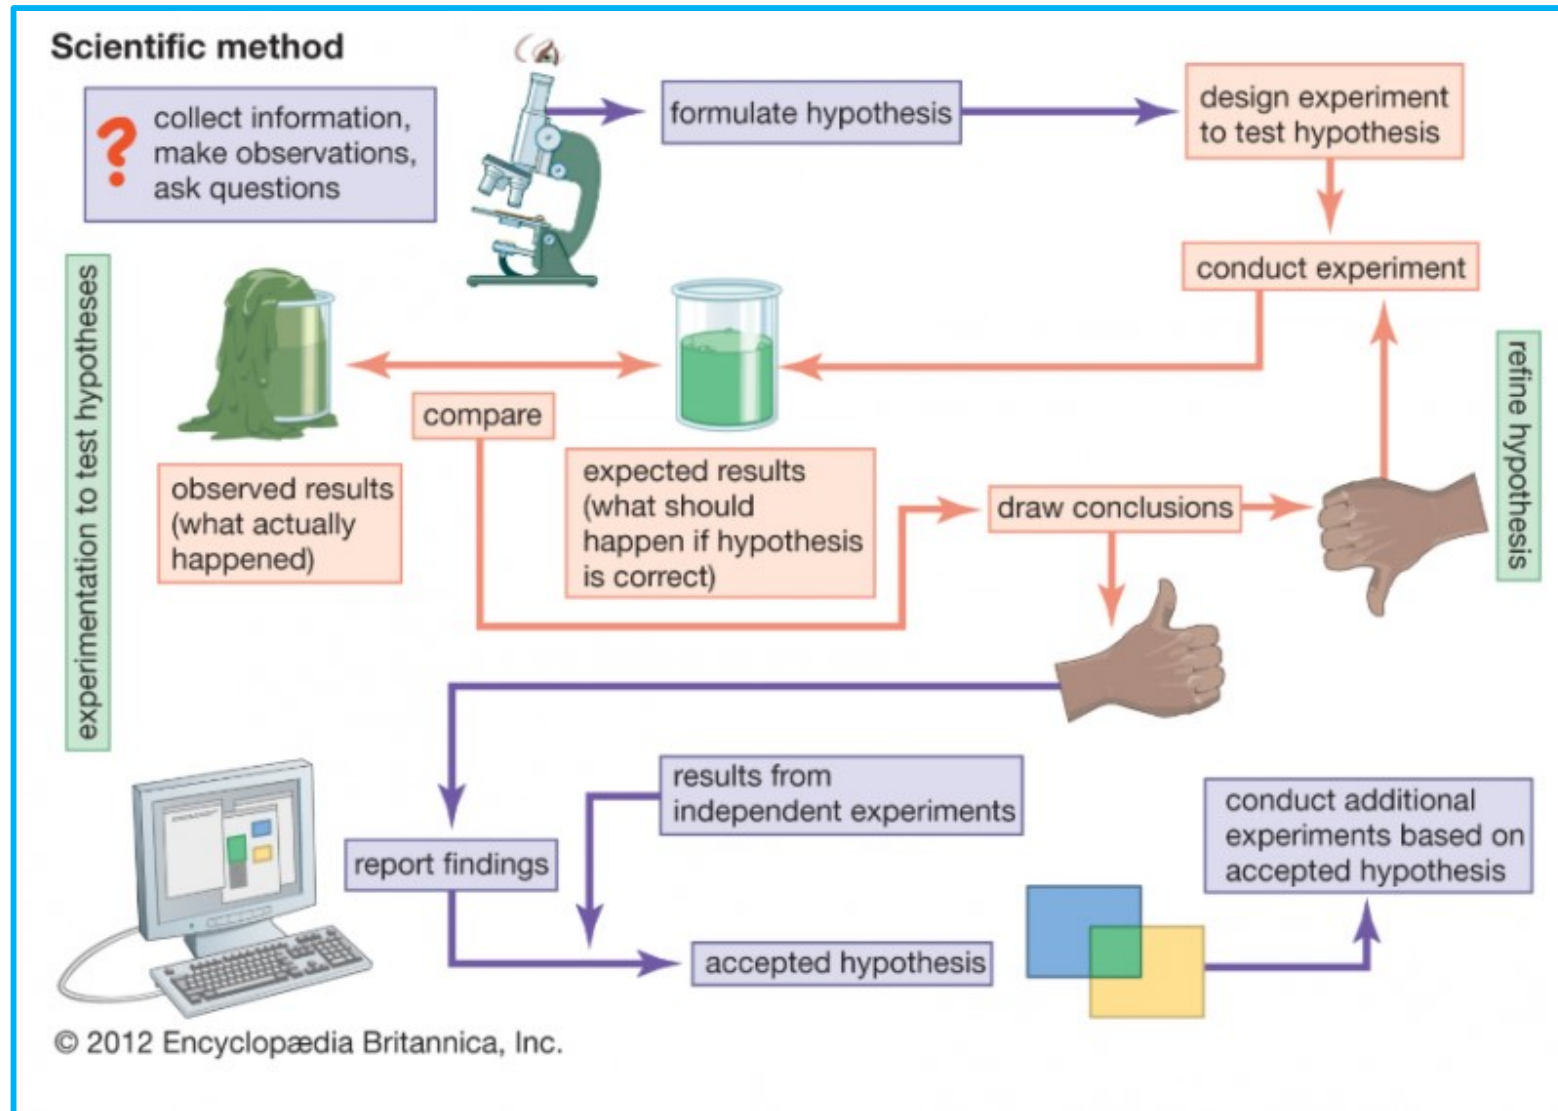 Scientific method
?
collect information,
make observations,
ask questions
formulate hypothesis
design experiment
to test hypothesis
conduct experiment
experimentation to test hypotheses
refine hypothesis
compare
observed results
(what actually
happened)
expected results
(what should
happen if hypothesis
is correct)
draw conclusions
results from
independent experiments
conduct additional
experiments based on
accepted hypothesis
report findings
accepted hypothesis
© 2012 Encyclopædia Britannica, Inc.